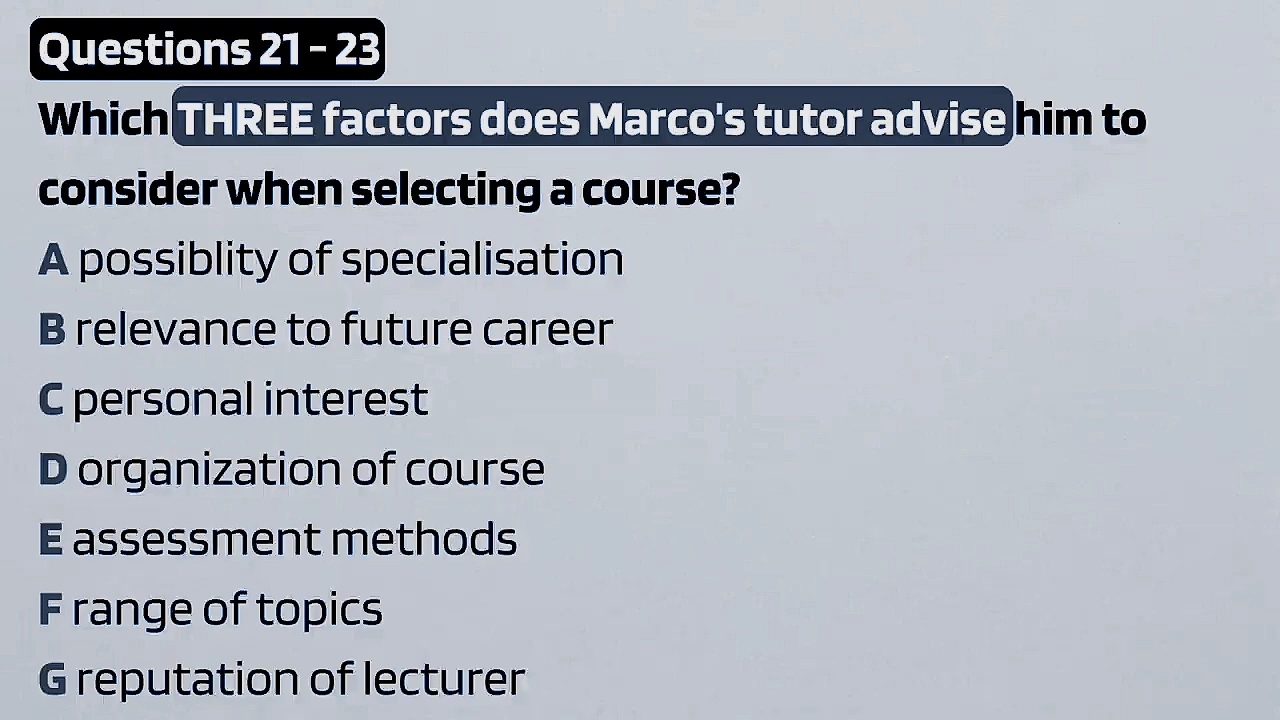 Questions 21 - 23
Which THREE factors does Marco's tutor advise him to
consider when selecting a course?
A possiblity of specialisation
B relevance to future career
C personal interest
D organization of course
E assessment methods
F range of topics
G reputation of lecturer